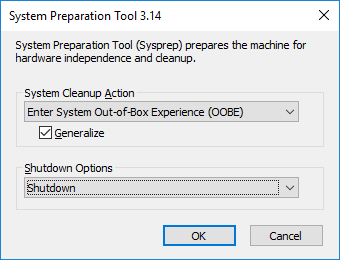 System Preparation Tool 3.14
System Preparation Tool (Sysprep) prepares the machine for
hardware independence and cleanup.
System Cleanup Action
Enter System Out-of-Box Experience (OOBE)
Generalize
Shutdown Options
Shutdown
OK
Cancel